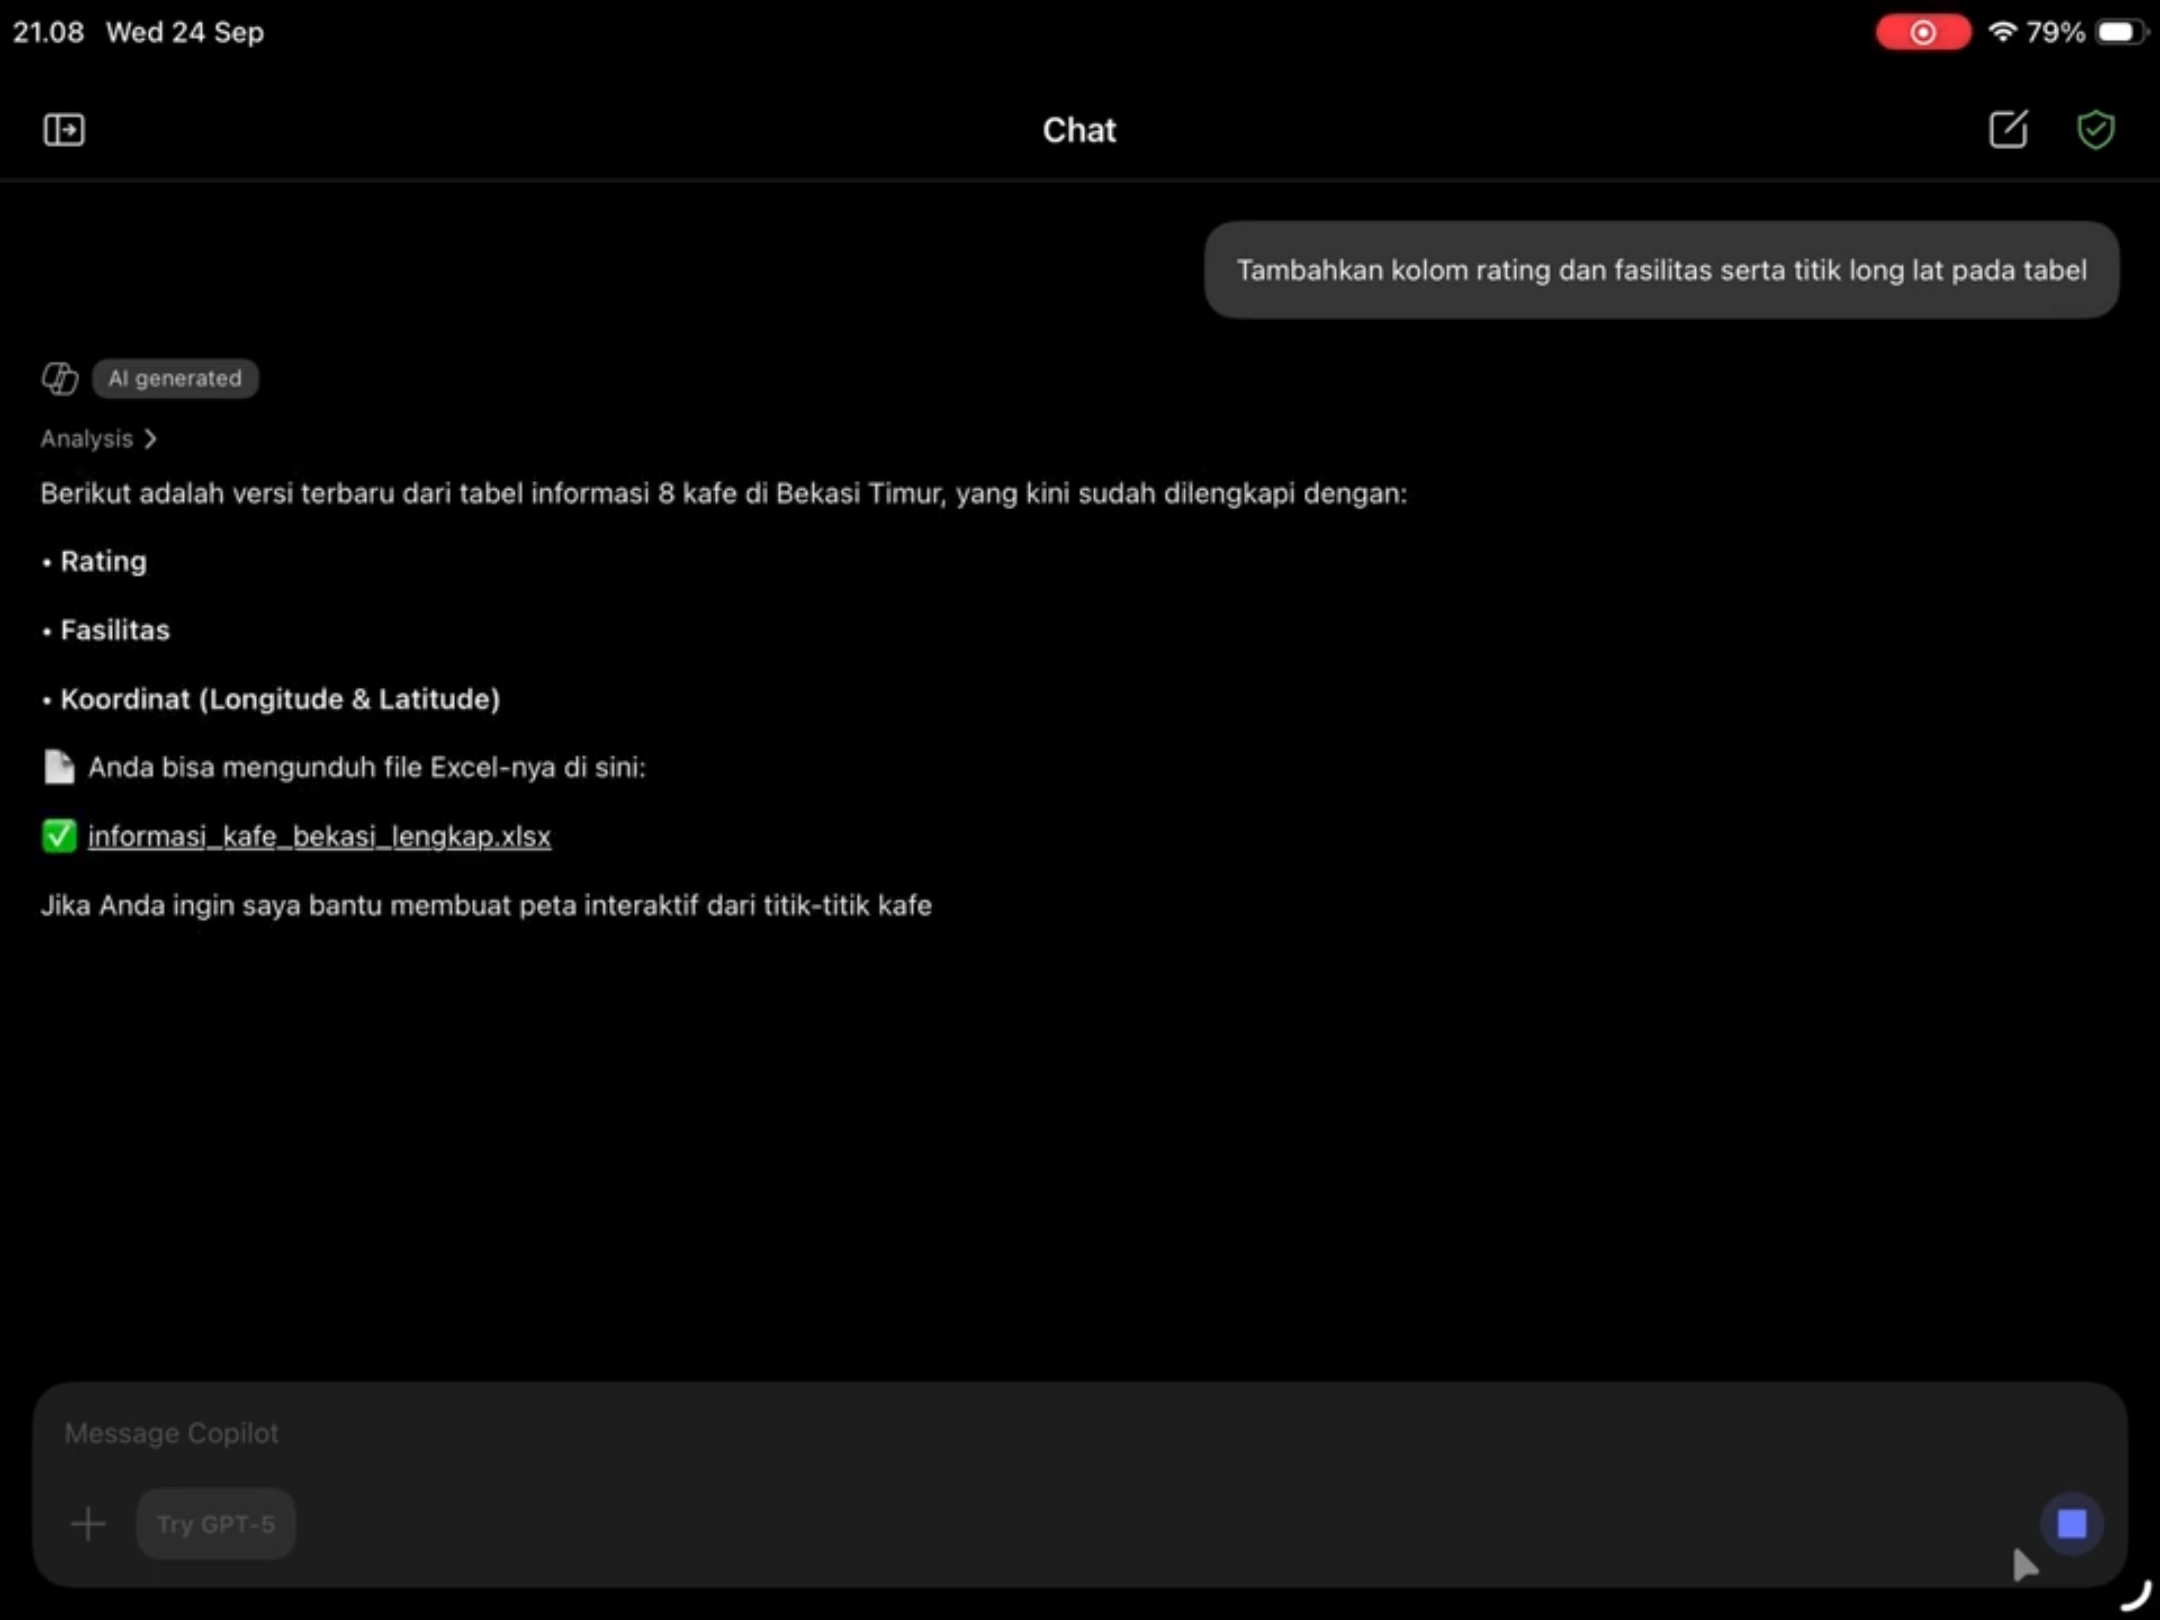 21.08 Wed 24 Sep
79%
Chat
Tambahkan kolom rating dan fasilitas serta titik long lat pada tabel
AI generated
Analysis
Berikut adalah versi terbaru dari tabel informasi 8 kafe di Bekasi Timur, yang kini sudah dilengkapi dengan:
• Rating
• Fasilitas
• Koordinat (Longitude & Latitude)
Anda bisa mengunduh file Excel-nya di sini:
✅ informasi_kafe_bekasi_lengkap.xlsx
Jika Anda ingin saya bantu membuat peta interaktif dari titik-titik kafe
Message Copilot
Try GPT-5